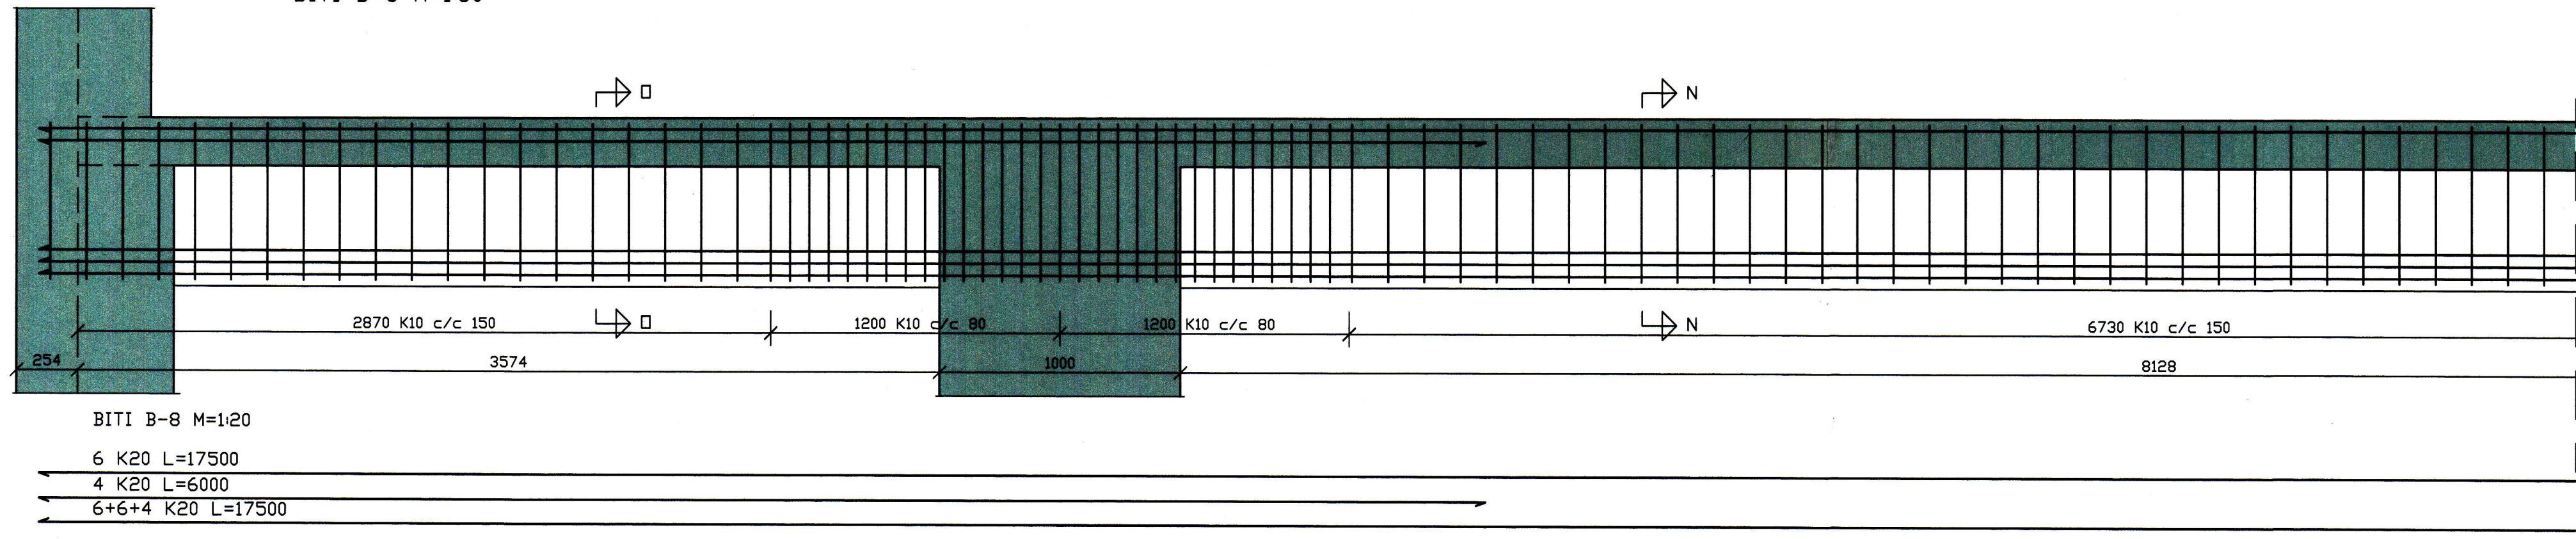 O
N
2870 K10 c/c 150
O
1200 K10 c/c 80
1200 K10 c/c 80
N
6730 K10 c/c 150
254
3574
1000
8128
BITI B-8 M=1:20
6 K20 L=17500
4 K20 L=6000
6+6+4 K20 L=17500